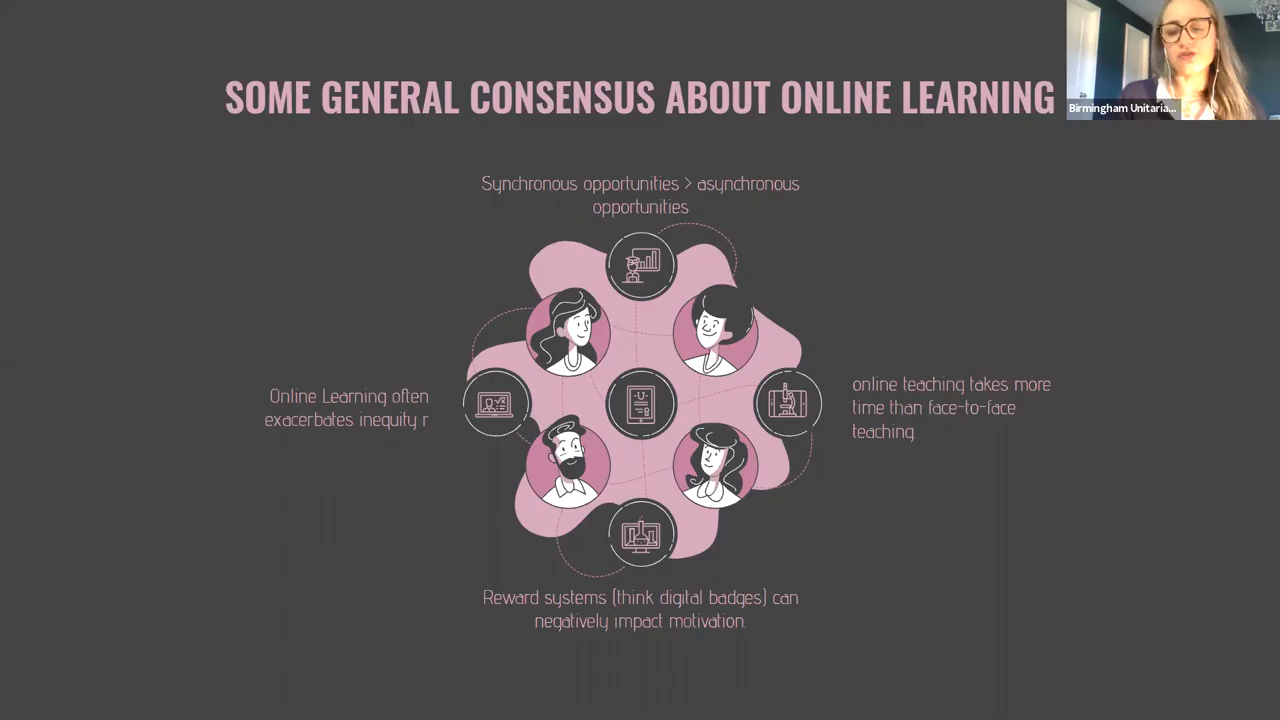 SOME GENERAL CONSENSUS ABOUT ONLINE LEARNING
Birmingham Unitaria...
Synchronous opportunities > asynchronous
opportunities
Online Learning often
exacerbates inequity r
online teaching takes more
time than face-to-face
teaching.
Reward systems (think digital badges) can
negatively impact motivation.